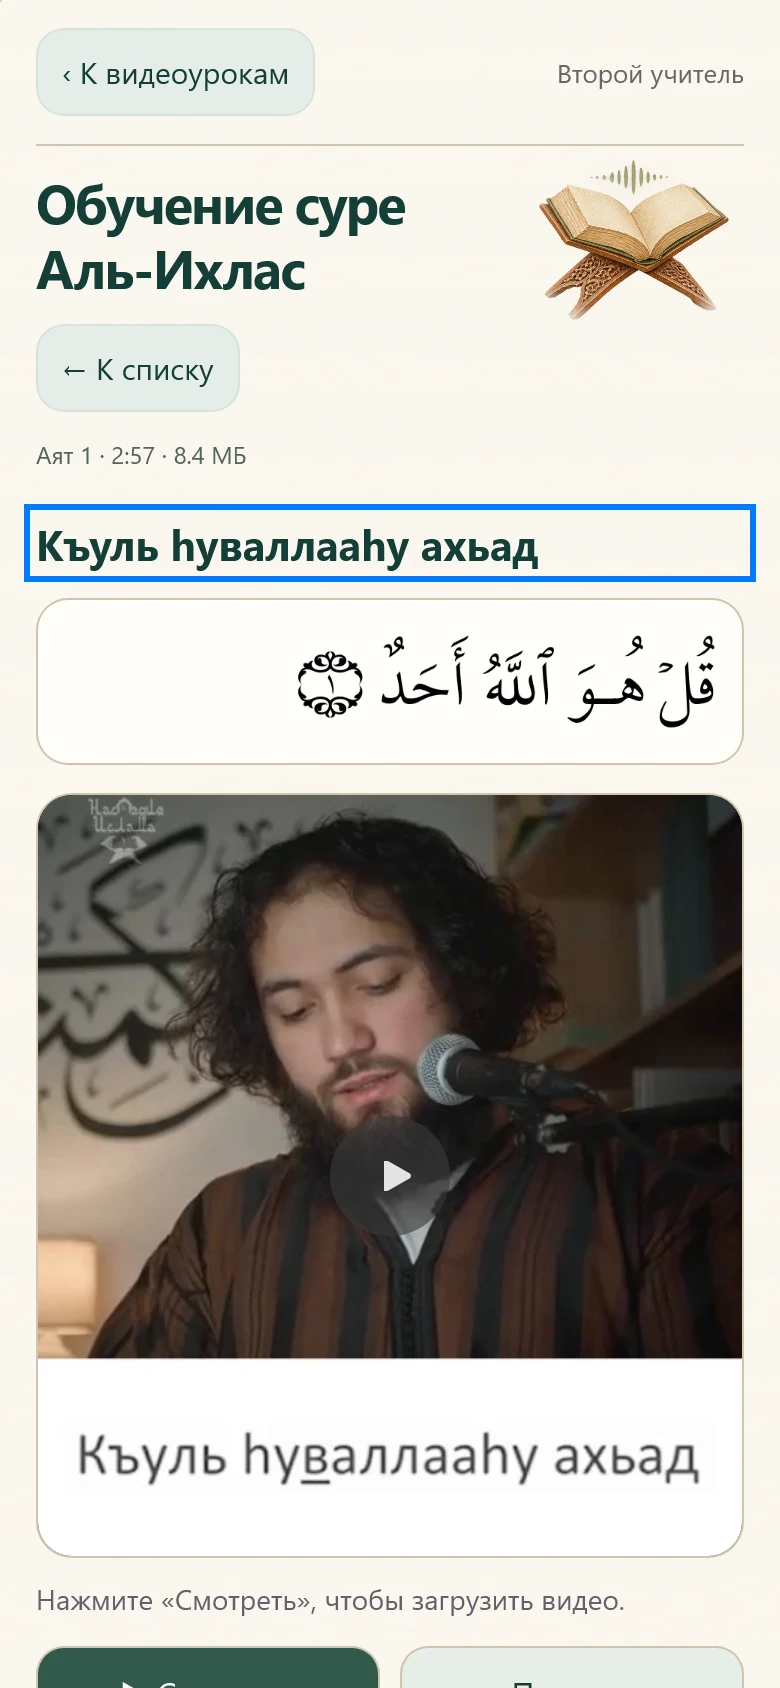 ‹ К видеоурокам
Второй учитель
Обучение суре
Аль-Ихлас
← К списку
Аят 1 · 2:57 · 8.4 МБ
Къуль hуваллааhу ахьад
قُلۡ هُـوَ ٱللَّهُ أَحَدٌ ۝١
Къуль hуваллааhу ахьад
Нажмите «Смотреть», чтобы загрузить видео.